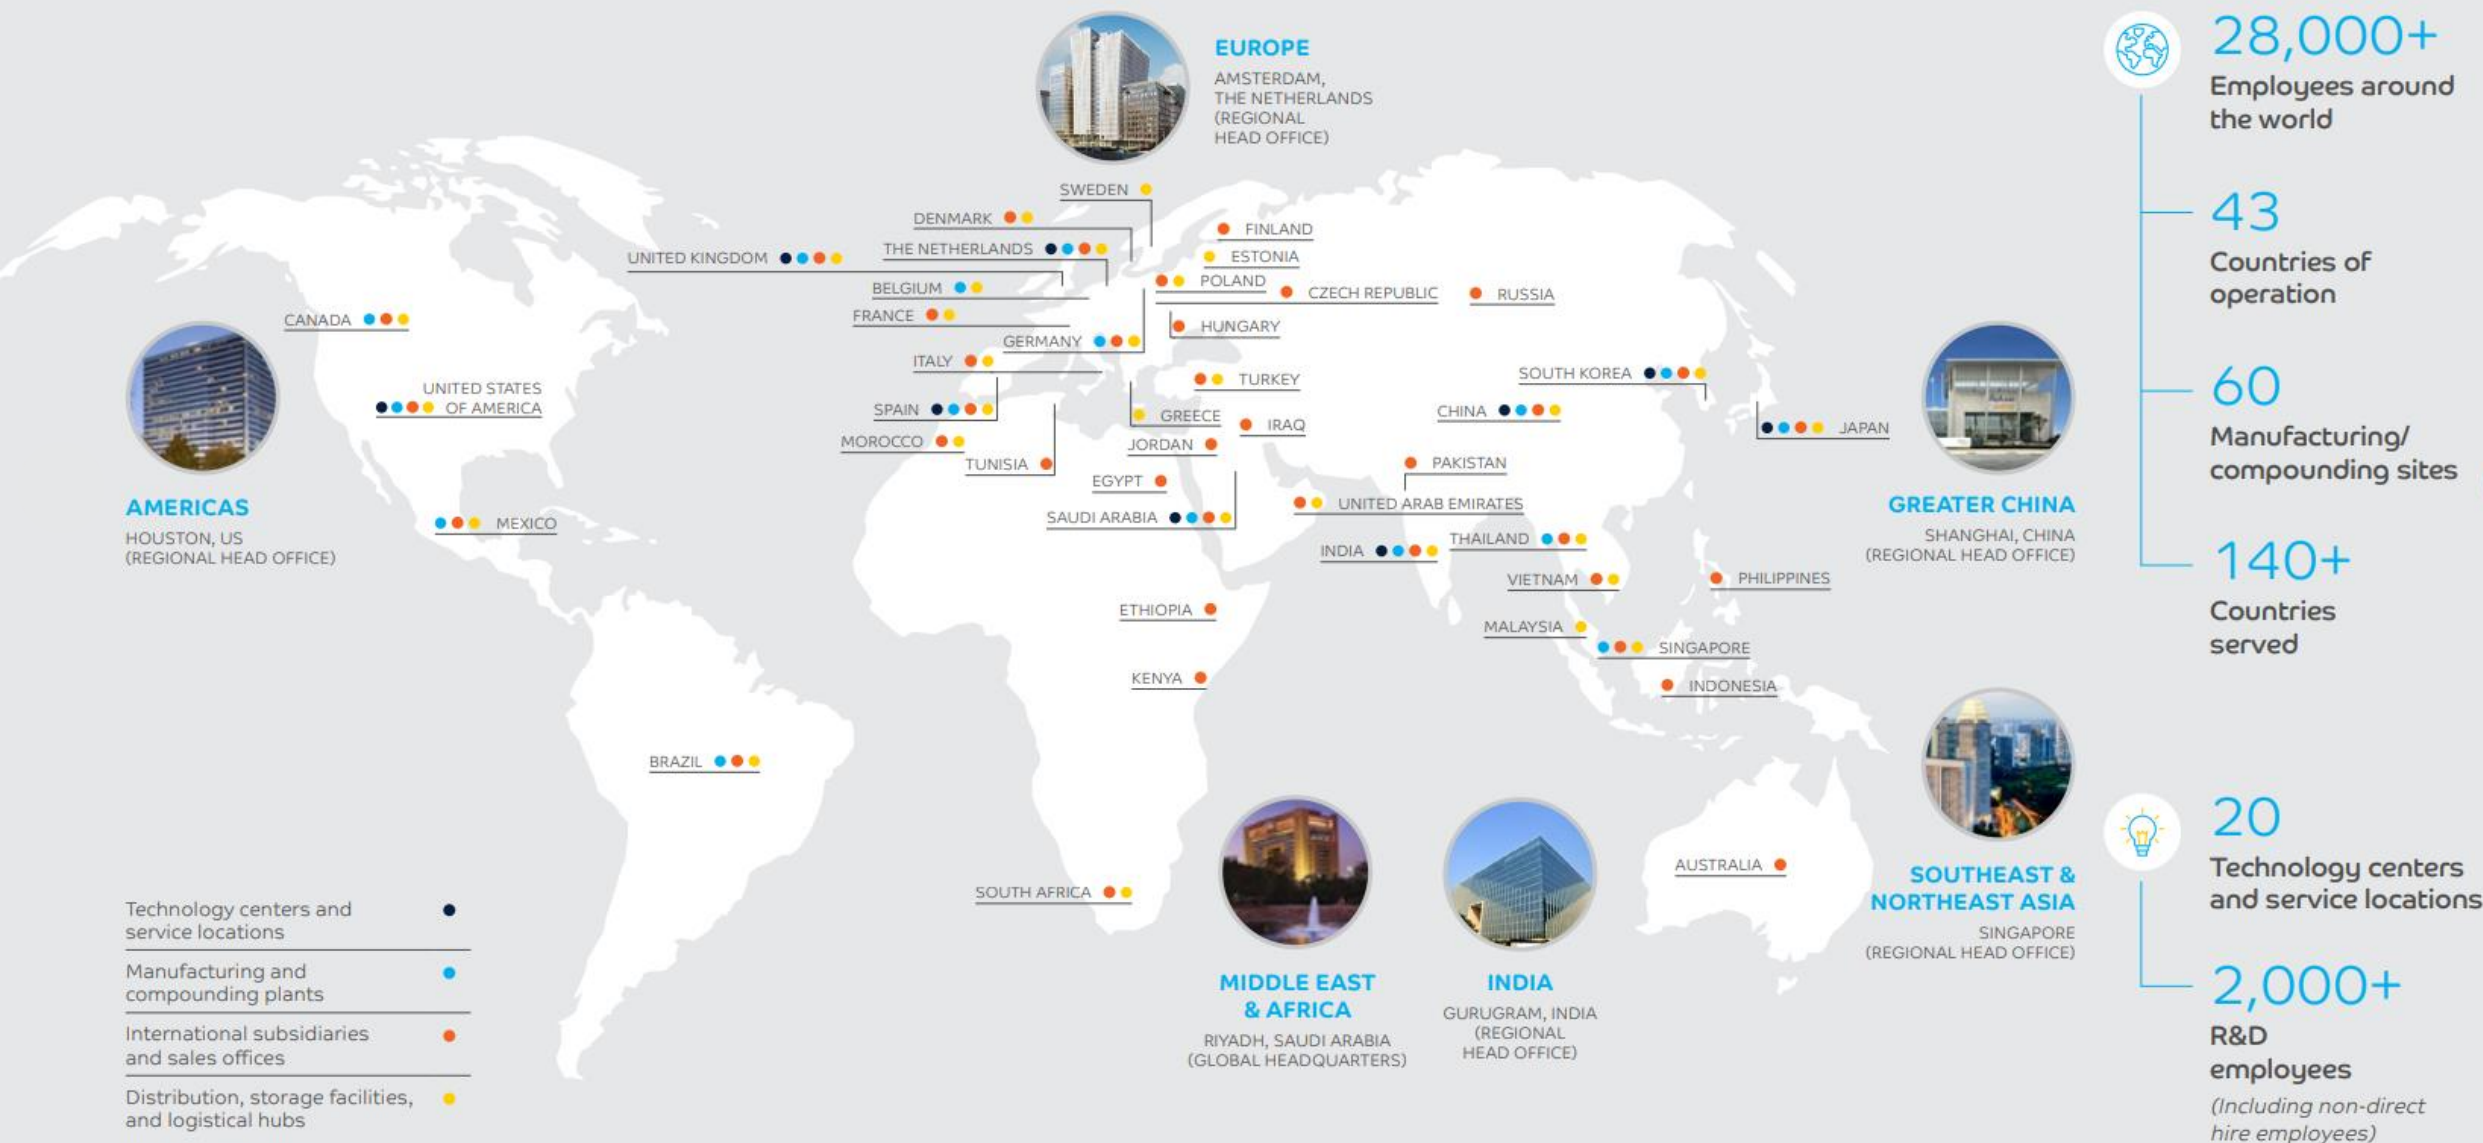 EUROPE
AMSTERDAM,
THE NETHERLANDS
(REGIONAL
HEAD OFFICE)
SWEDEN
DENMARK
THE NETHERLANDS
UNITED KINGDOM
BELGIUM
FRANCE
GERMANY
ITALY
SPAIN
MOROCCO
TUNISIA
FINLAND
ESTONIA
POLAND
CZECH REPUBLIC
RUSSIA
HUNGARY
TURKEY
GREECE
IRAQ
JORDAN
EGYPT
SAUDI ARABIA
PAKISTAN
UNITED ARAB EMIRATES
INDIA
THAILAND
VIETNAM
MALAYSIA
SINGAPORE
INDONESIA
PHILIPPINES
SOUTH KOREA
CHINA
JAPAN
ETHIOPIA
KENYA
SOUTH AFRICA
AUSTRALIA
CANADA
UNITED STATES
OF AMERICA
MEXICO
BRAZIL
AMERICAS
HOUSTON, US
(REGIONAL HEAD OFFICE)
GREATER CHINA
SHANGHAI, CHINA
(REGIONAL HEAD OFFICE)
SOUTHEAST &
NORTHEAST ASIA
SINGAPORE
(REGIONAL HEAD OFFICE)
MIDDLE EAST
& AFRICA
RIYADH, SAUDI ARABIA
(GLOBAL HEADQUARTERS)
INDIA
GURUGRAM, INDIA
(REGIONAL
HEAD OFFICE)
Technology centers and
service locations
Manufacturing and
compounding plants
International subsidiaries
and sales offices
Distribution, storage facilities,
and logistical hubs
28,000+
Employees around
the world
43
Countries of
operation
60
Manufacturing/
compounding sites
140+
Countries
served
20
Technology centers
and service locations
2,000+
R&D
employees
(Including non-direct
hire employees)